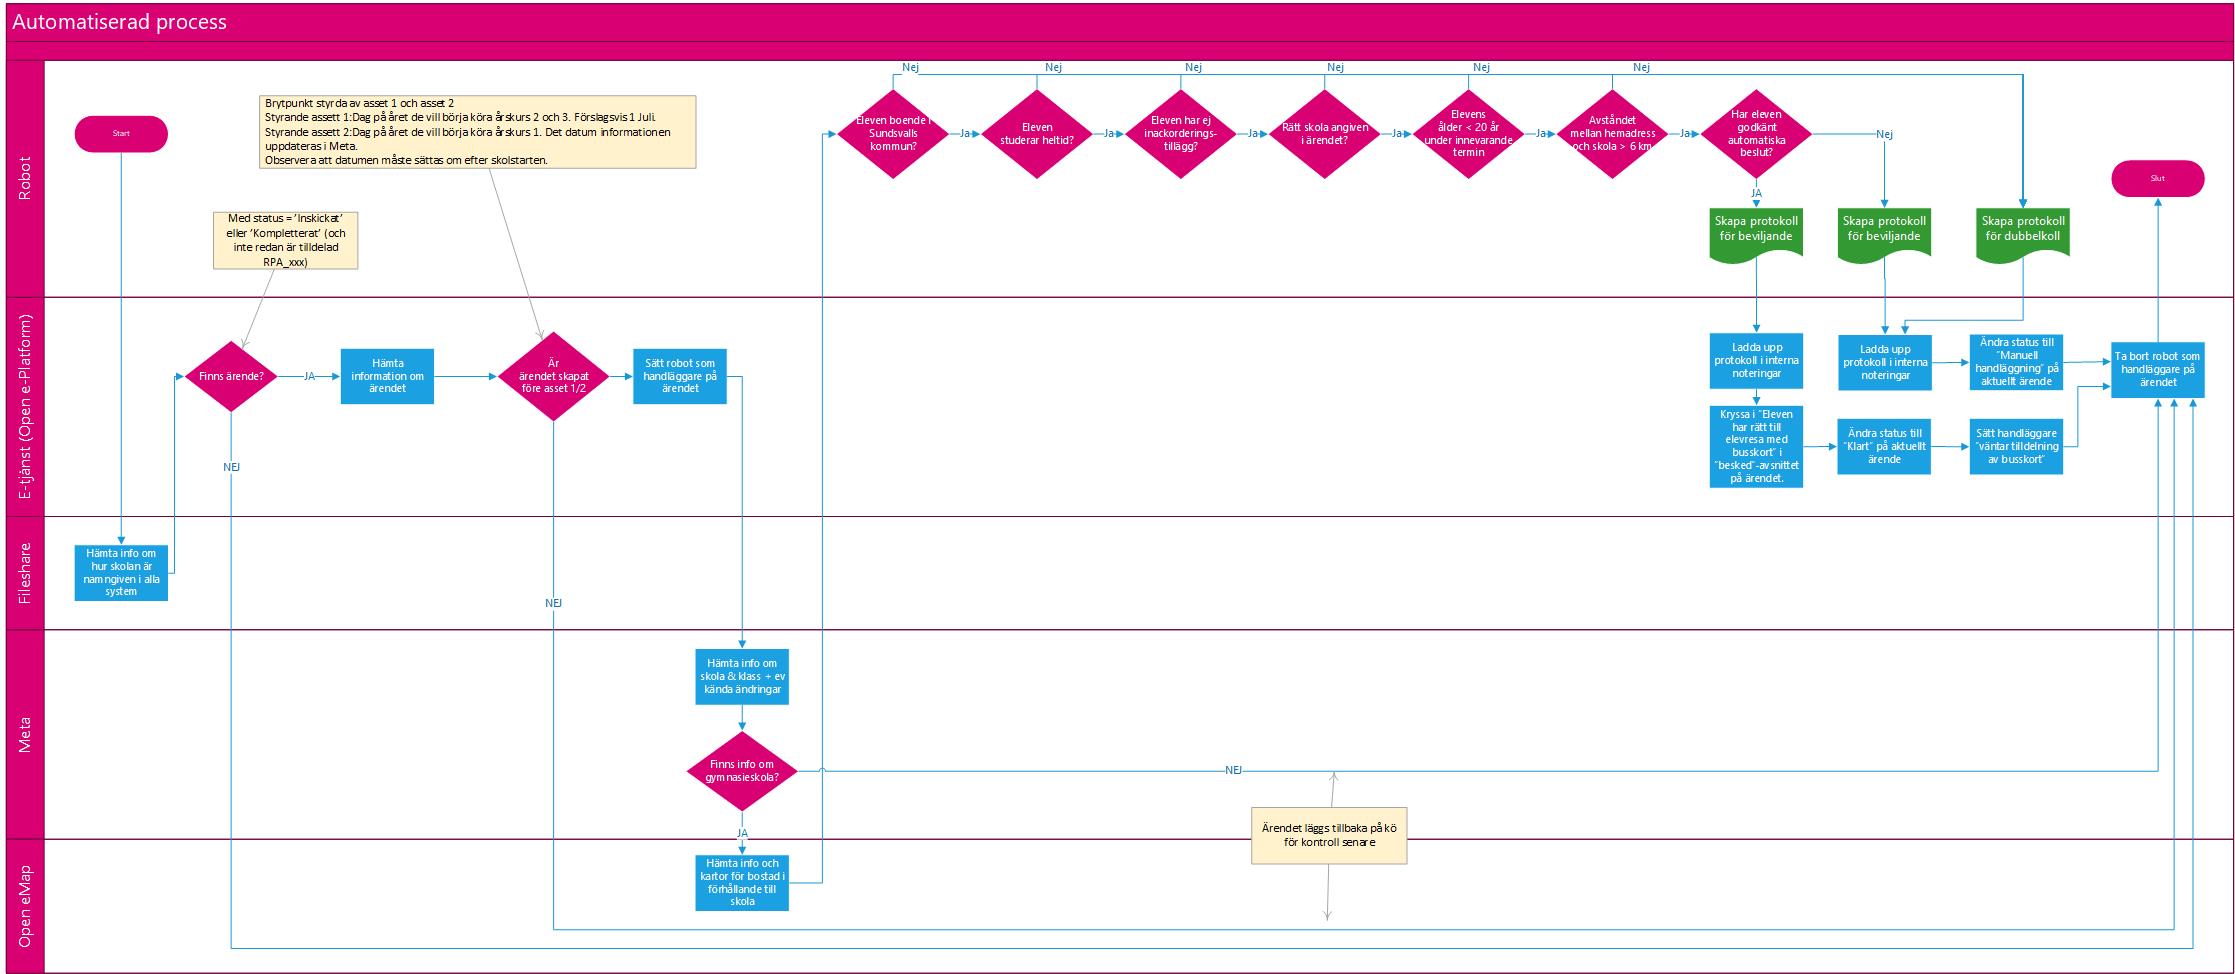 Automatiserad process
Robot
Start
Brytpunkt styrda av asset 1 och asset 2
Styrande assett 1:Dag på året de vill börja köra årskurs 2 och 3. Förslagsvis 1 Juli.
Styrande assett 2:Dag på året de vill börja köra årskurs 1. Det datum informationen
uppdateras i Meta.
Observera att datumen måste sättas om efter skolstarten.
Med status = ’Inskickat’
eller ’Kompletterat’ (och
inte redan är tilldelad
RPA_xxx)
Nej
Nej
Nej
Nej
Nej
Nej
Eleven boende i
Sundsvalls
kommun?
Ja
Eleven
studerar heltid?
Ja
Eleven har ej
inackorderings-
tillägg?
Ja
Rätt skola angiven
i ärendet?
Ja
Elevens
ålder < 20 år
under innevarande
termin
Ja
Avståndet
mellan hemadress
och skola > 6 km
Ja
Har eleven
godkänt
automatiska
beslut?
Nej
JA
Skapa protokoll
för beviljande
Skapa protokoll
för beviljande
Skapa protokoll
för dubbelkoll
Slut
E-tjänst (Open e-Platform)
Finns ärende?
JA
Hämta
information om
ärendet
Är
ärendet skapat
före asset 1/2
Sätt robot som
handläggare på
ärendet
NEJ
Ladda upp
protokoll i interna
noteringar
Ladda upp
protokoll i interna
noteringar
Ändra status till
”Manuell
handläggning” på
aktuellt ärende
Ta bort robot som
handläggare på
ärendet
Kryssa i ”Eleven
har rätt till
elevresa med
busskort” i
”besked”-avsnittet
på ärendet.
Ändra status till
”Klart” på aktuellt
ärende
Sätt handläggare
”väntar tilldelning
av busskort”
Fileshare
Hämta info om
hur skolan är
namngiven i alla
system
NEJ
Meta
Hämta info om
skola & klass + ev
kända ändringar
Finns info om
gymnasieskola?
NEJ
JA
Ärendet läggs tillbaka på kö
för kontroll senare
Open eMap
Hämta info och
kartor för bostad i
förhållande till
skola